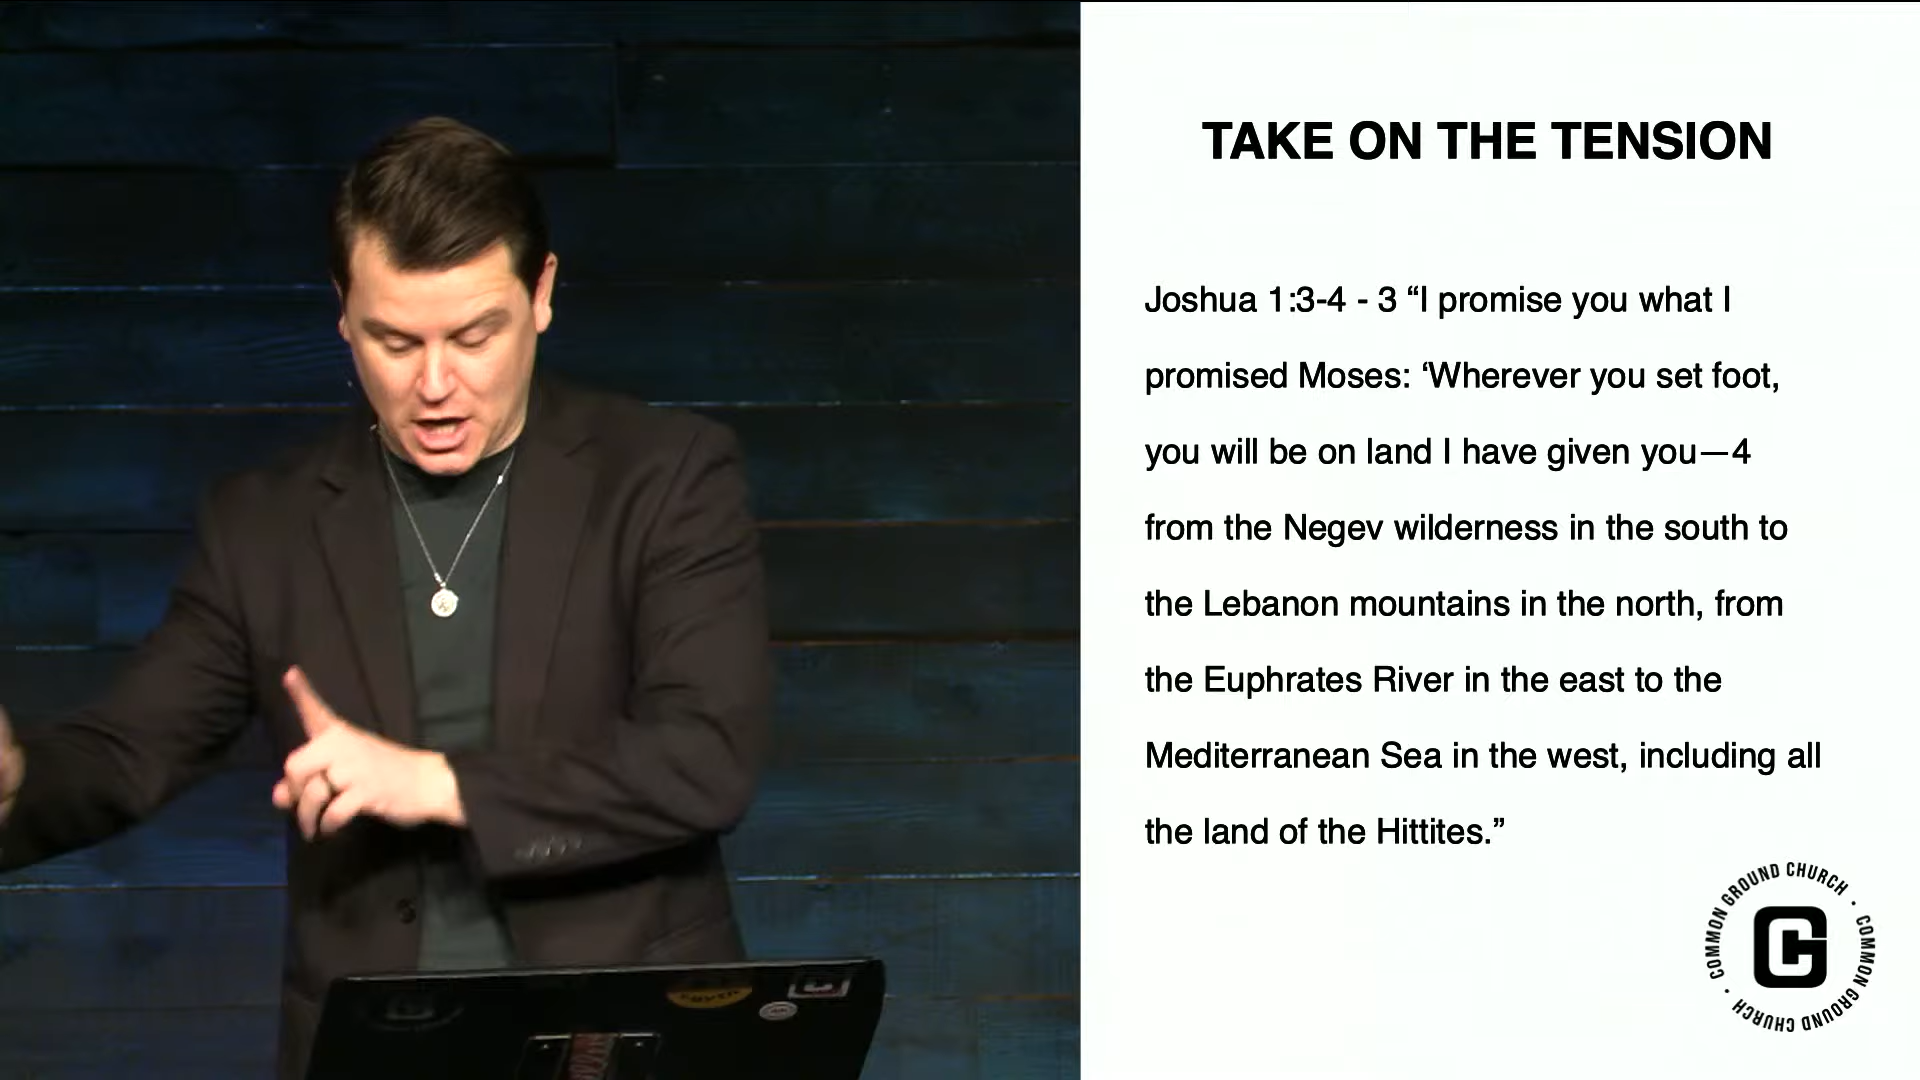 TAKE ON THE TENSION
Joshua 1:3-4 - 3 “I promise you what I
promised Moses: ‘Wherever you set foot,
you will be on land I have given you—4
from the Negev wilderness in the south to
the Lebanon mountains in the north, from
the Euphrates River in the east to the
Mediterranean Sea in the west, including all
the land of the Hittites.”
COMMON GROUND CHURCH • COMMON GROUND CHURCH •
C